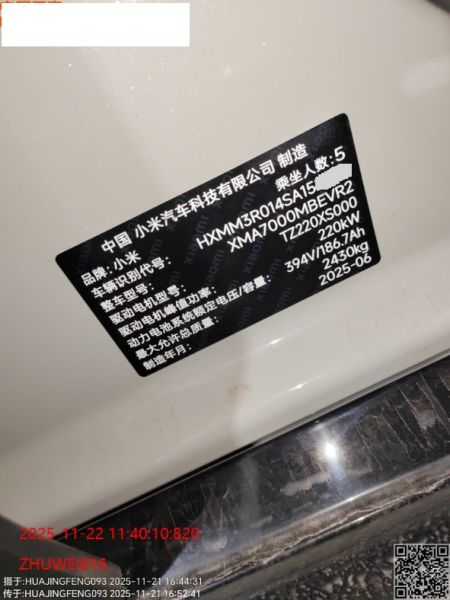 中国 小米汽车科技有限公司 制造
品牌: 小米 乘坐人数: 5
车辆识别代号: HXMM3R014SA15
整车型号: XMA7000MBEVR2
驱动电机型号: TZ220XS000
驱动电机峰值功率: 220kW
动力电池系统额定电压/容量: 394V/186.7Ah
最大允许总质量: 2430kg
制造年月: 2025-06
2025-11-22 11:40:10:820
ZHUWEI816
摄于:HUAJINGFENG093 2025-11-21 16:44:31
传于:HUAJINGFENG093 2025-11-21 16:52:41